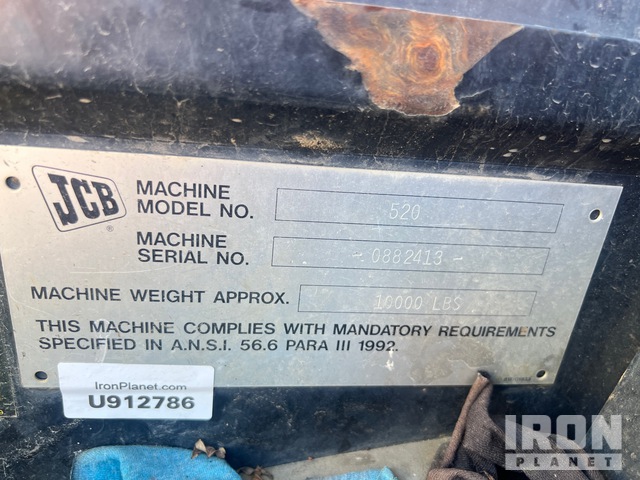 JCB
®
MACHINE
MODEL NO. 520
MACHINE
SERIAL NO. - 0882413 -
MACHINE WEIGHT APPROX. 10000 LBS
THIS MACHINE COMPLIES WITH MANDATORY REQUIREMENTS
SPECIFIED IN A.N.S.I. 56.6 PARA III 1992.
IronPlanet.com
U912786
IRON
PLANET